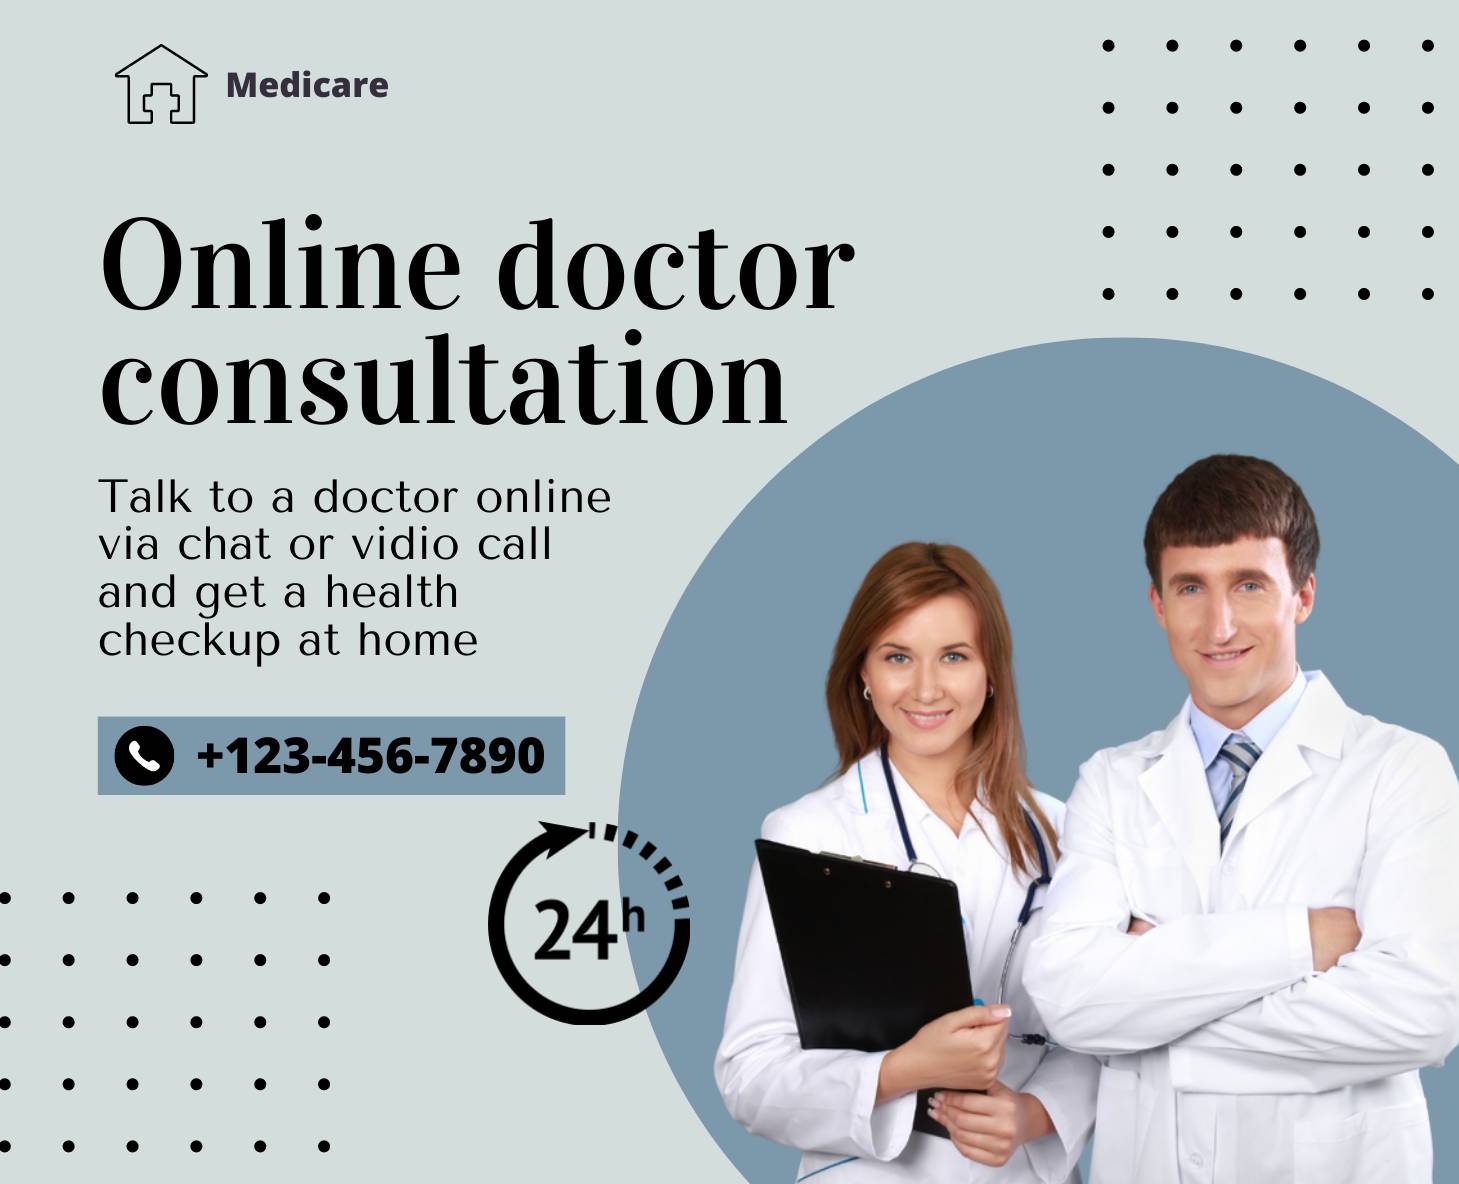 Medicare
Online doctor
consultation
Talk to a doctor online
via chat or vidio call
and get a health
checkup at home
+123-456-7890
24h